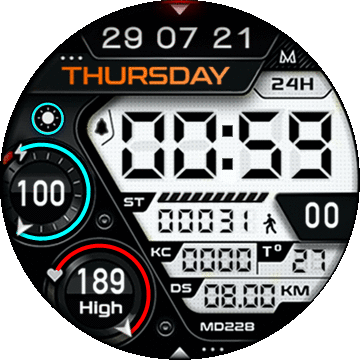 29 07 21
THURSDAY
24H
00:59
ST 00031 00
100
KC 0000 T° 27
189
High
DS 08.00 KM
MD228